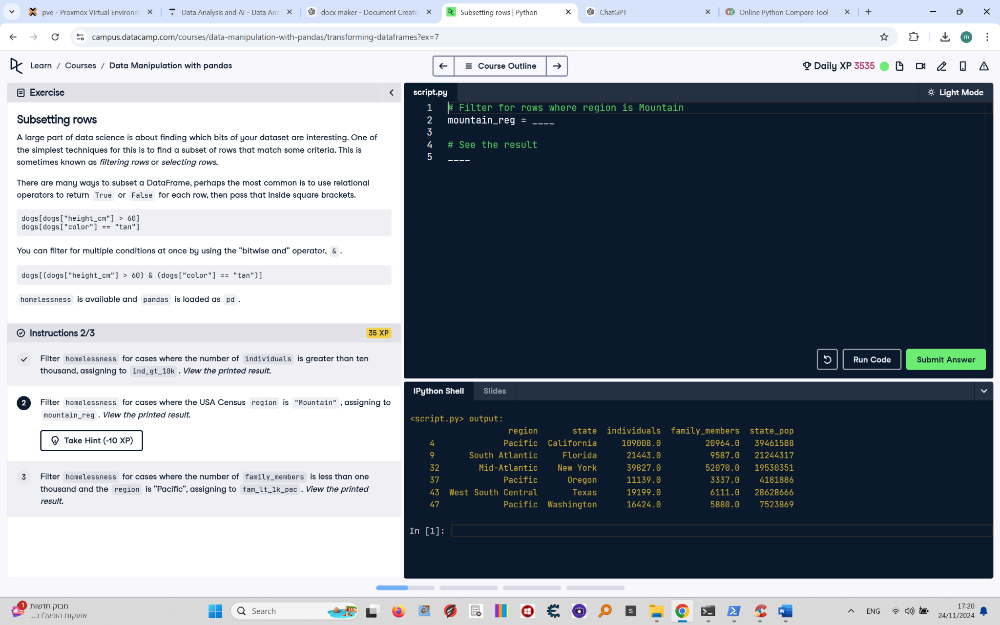 pve - Proxmox Virtual Environm
Data Analysis and AI - Data Ana
docx maker - Document Creatic
Subsetting rows | Python
ChatGPT
Online Python Compare Tool
campus.datacamp.com/courses/data-manipulation-with-pandas/transforming-dataframes?ex=7
m
Learn / Courses / Data Manipulation with pandas
Course Outline
Daily XP 3535
Exercise
Subsetting rows
A large part of data science is about finding which bits of your dataset are interesting. One of
the simplest techniques for this is to find a subset of rows that match some criteria. This is
sometimes known as filtering rows or selecting rows.
There are many ways to subset a DataFrame, perhaps the most common is to use relational
operators to return True or False for each row, then pass that inside square brackets.
dogs[dogs["height_cm"] > 60]
dogs[dogs["color"] == "tan"]
You can filter for multiple conditions at once by using the "bitwise and" operator, &.
dogs[(dogs["height_cm"] > 60) & (dogs["color"] == "tan")]
homelessness is available and pandas is loaded as pd.
Instructions 2/3
35 XP
Filter homelessness for cases where the number of individuals is greater than ten
thousand, assigning to ind_gt_10k. View the printed result.
2
Filter homelessness for cases where the USA Census region is "Mountain", assigning to
mountain_reg. View the printed result.
Take Hint (-10 XP)
3
Filter homelessness for cases where the number of family_members is less than one
thousand and the region is "Pacific", assigning to fam_lt_1k_pac. View the printed
result.
script.py
Light Mode
1 # Filter for rows where region is Mountain
2 mountain_reg = ____
3
4 # See the result
5 ____
Run Code
Submit Answer
IPython Shell
Slides
<script.py> output:
region state individuals family_members state_pop
4 Pacific California 109008.0 20964.0 39461588
9 South Atlantic Florida 21443.0 9587.0 21244317
32 Mid-Atlantic New York 39827.0 52070.0 19530351
37 Pacific Oregon 11139.0 3337.0 4181886
43 West South Central Texas 19199.0 6111.0 28628666
47 Pacific Washington 16424.0 5880.0 7523869
In [1]:
1
מבזק חדשות
אזעקות הופעלו ב...
Search
S
W
ENG
17:20
24/11/2024